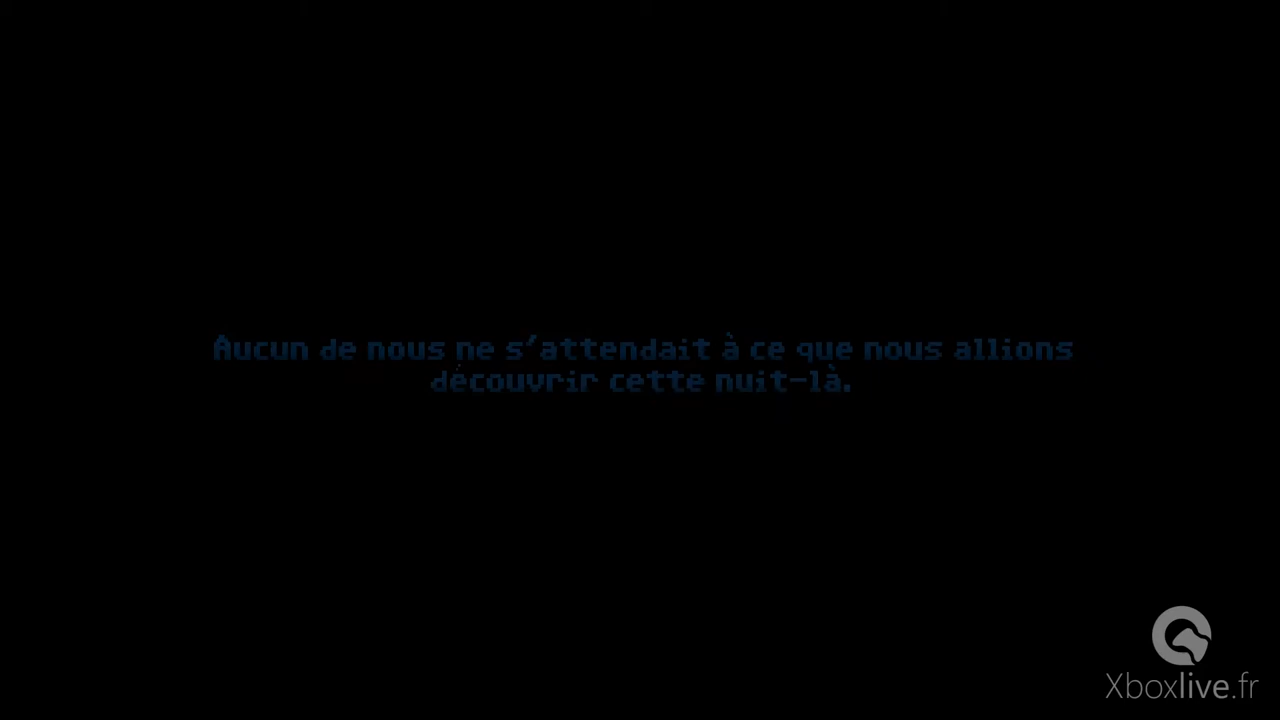 Aucun de nous ne s'attendait à ce que nous allions
découvrir cette nuit-là.
Xboxlive.fr